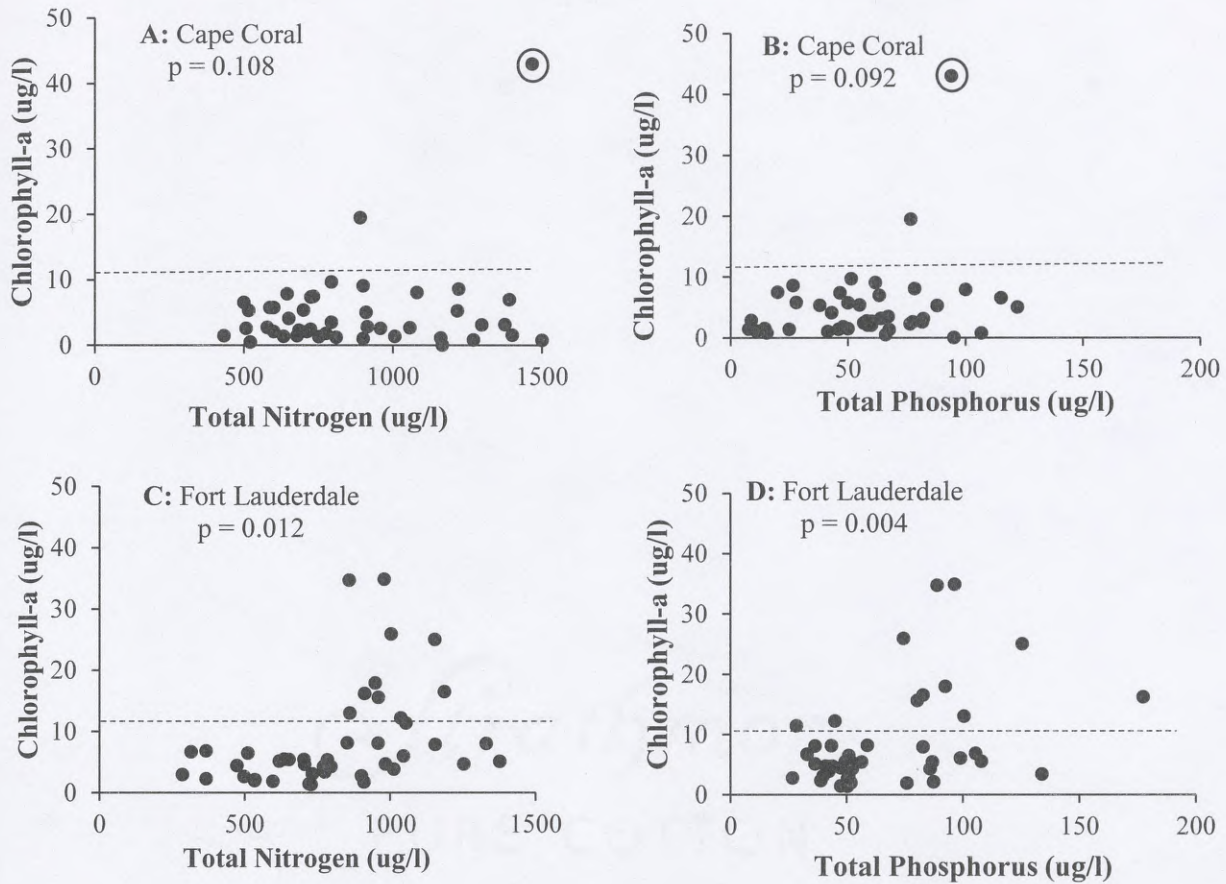 A: Cape Coral
p = 0.108
50
40
30
20
10
0
Chlorophyll-a (ug/l)
0 500 1000 1500
Total Nitrogen (ug/l)
B: Cape Coral
p = 0.092
50
40
30
20
10
0
Chlorophyll-a (ug/l)
0 50 100 150 200
Total Phosphorus (ug/l)
C: Fort Lauderdale
p = 0.012
50
40
30
20
10
0
Chlorophyll-a (ug/l)
0 500 1000 1500
Total Nitrogen (ug/l)
D: Fort Lauderdale
p = 0.004
50
40
30
20
10
0
Chlorophyll-a (ug/l)
0 50 100 150 200
Total Phosphorus (ug/l)
COTTON